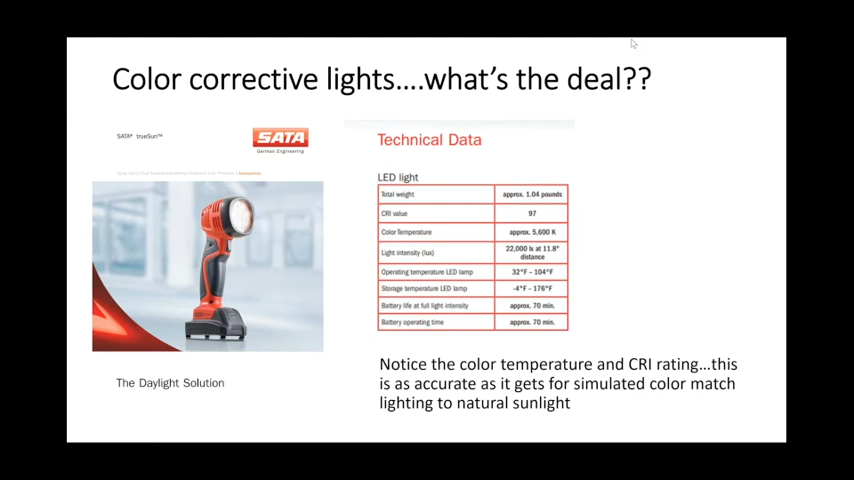 Color corrective lights....what's the deal??
SATA® trueSun™
SATA
German Engineering
Technical Data
LED light
Total weight approx. 1.04 pounds
CRI value 97
Color Temperature approx. 5,600 K
Light intensity (lux) 22,000 lx at 11.8"
distance
Operating temperature LED lamp 32°F – 104°F
Storage temperature LED lamp -4°F – 176°F
Battery life at full light intensity approx. 70 min.
Battery operating time approx. 70 min.
Notice the color temperature and CRI rating...this
is as accurate as it gets for simulated color match
lighting to natural sunlight
The Daylight Solution